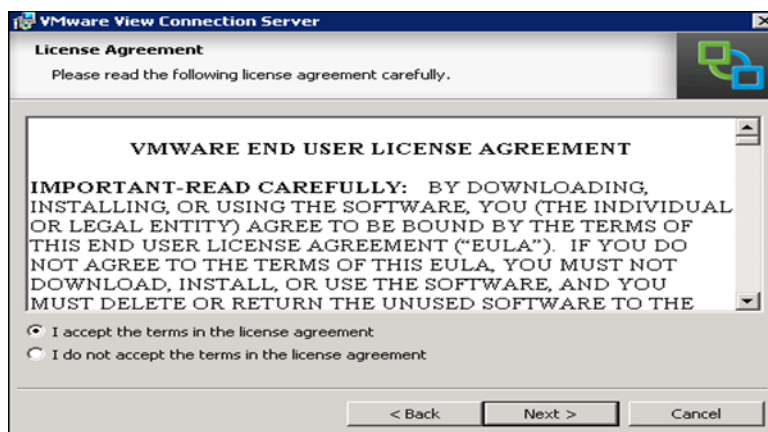 VMware View Connection Server
License Agreement
Please read the following license agreement carefully.
VMWARE END USER LICENSE AGREEMENT
IMPORTANT-READ CAREFULLY: BY DOWNLOADING,
INSTALLING, OR USING THE SOFTWARE, YOU (THE INDIVIDUAL
OR LEGAL ENTITY) AGREE TO BE BOUND BY THE TERMS OF
THIS END USER LICENSE AGREEMENT (“EULA”). IF YOU DO
NOT AGREE TO THE TERMS OF THIS EULA, YOU MUST NOT
DOWNLOAD, INSTALL, OR USE THE SOFTWARE, AND YOU
MUST DELETE OR RETURN THE UNUSED SOFTWARE TO THE
I accept the terms in the license agreement
I do not accept the terms in the license agreement
< Back Next > Cancel